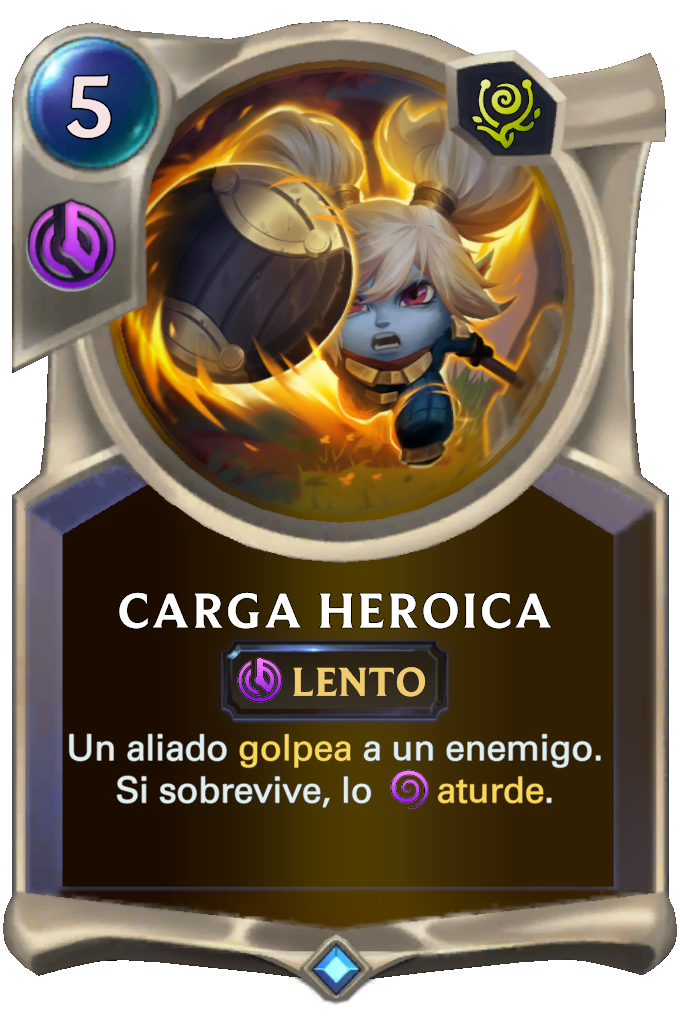 5
CARGA HEROICA
LENTO
Un aliado golpea a un enemigo.
Si sobrevive, lo aturde.